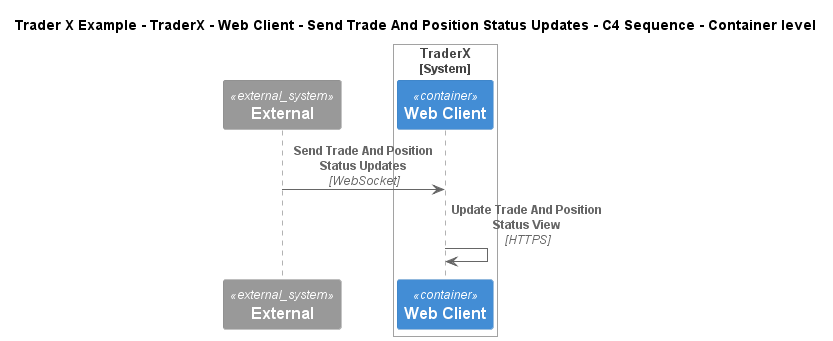 Trader X Example - TraderX - Web Client - Send Trade And Position Status Updates - C4 Sequence - Container level
TraderX
[System]
«external_system»
External
«container»
Web Client
Send Trade And Position
Status Updates
[WebSocket]
Update Trade And Position
Status View
[HTTPS]
«external_system»
External
«container»
Web Client